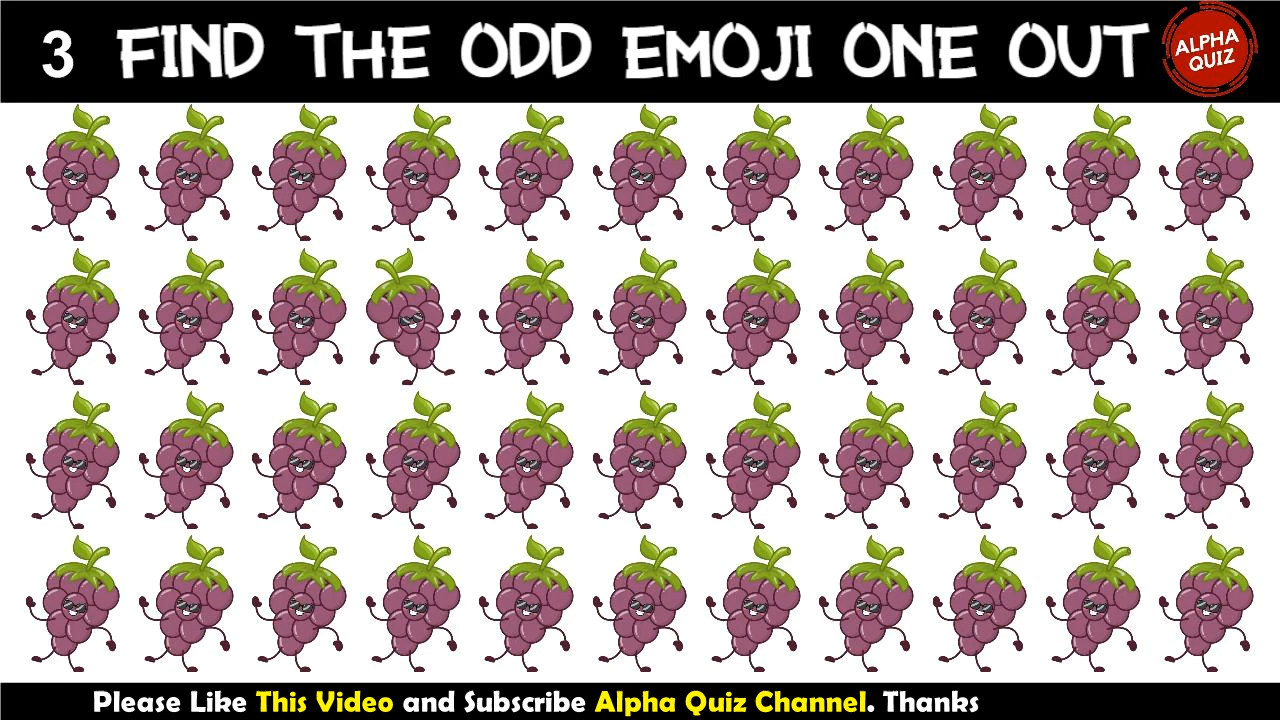 3 FIND THE ODD EMOJI ONE OUT
ALPHA
QUIZ
Please Like This Video and Subscribe Alpha Quiz Channel. Thanks